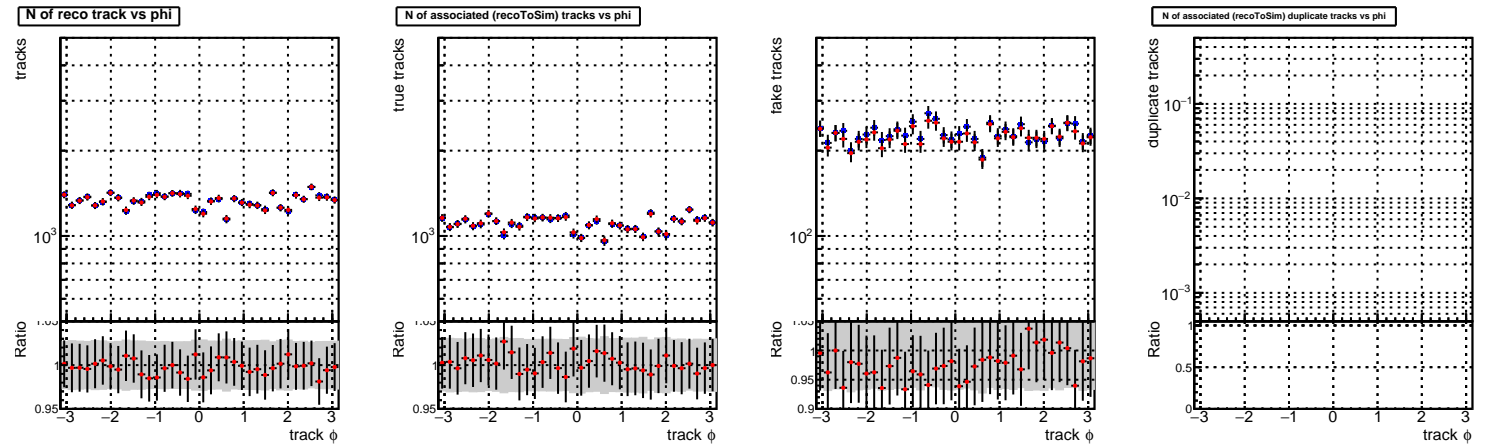 N of reco track vs phi
tracks
10³
Ratio
1.05
1
0.95
−3 −2 −1 0 1 2 3
track φ
N of associated (recoToSim) tracks vs phi
true tracks
10³
Ratio
1.05
1
0.95
−3 −2 −1 0 1 2 3
track φ
fake tracks
10²
Ratio
1
0.95
0.9
−3 −2 −1 0 1 2 3
track φ
N of associated (recoToSim) duplicate tracks vs phi
duplicate tracks
10⁻¹
10⁻²
10⁻³
Ratio
1
0.5
0
−3 −2 −1 0 1 2 3
track φ